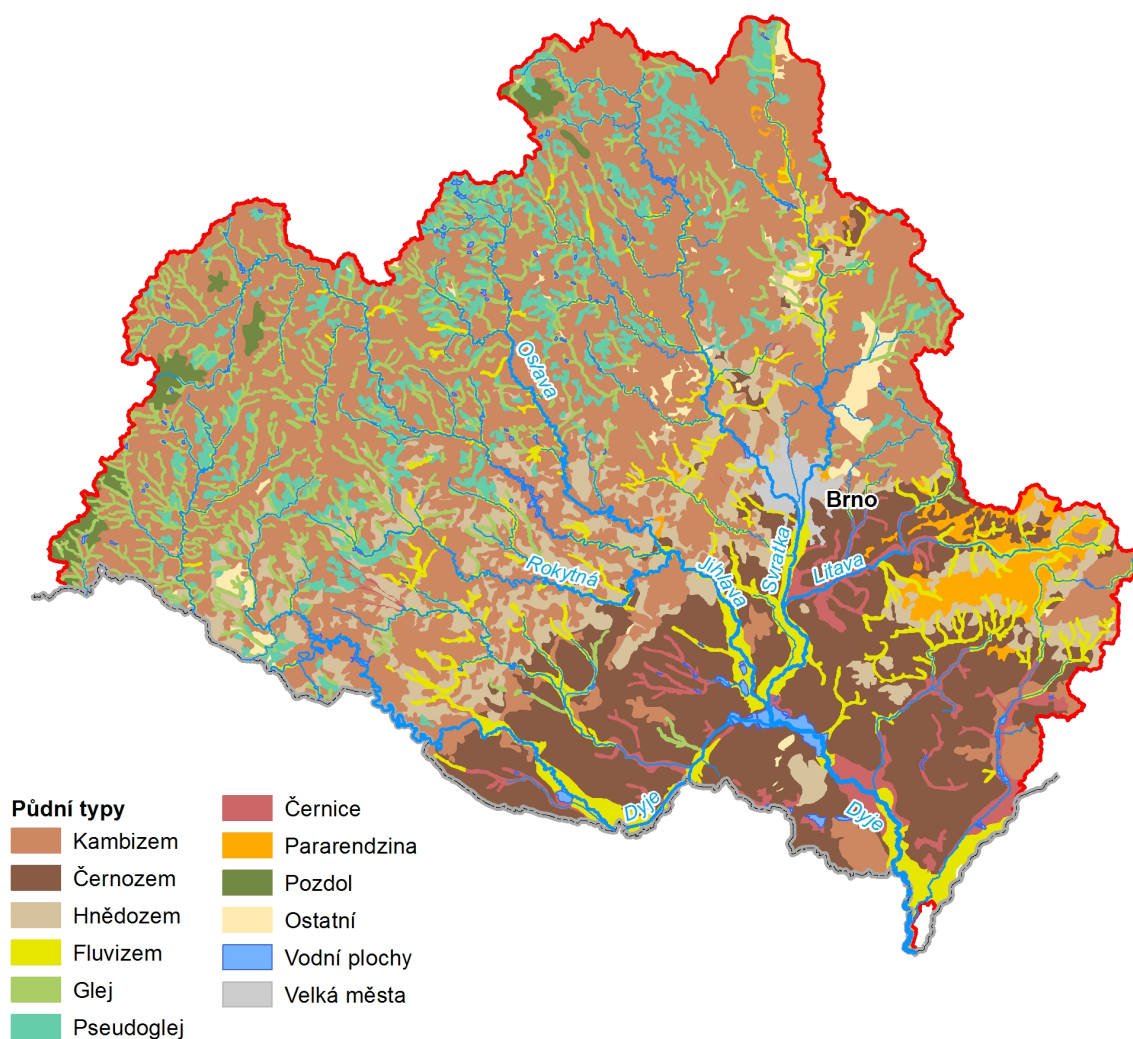 Oslava
Brno
Svratka
Litava
Jihlava
Rokytná
Dyje
Dyje
Půdní typy
Kambizem
Černozem
Hnědozem
Fluvizem
Glej
Pseudoglej
Černice
Pararendzina
Pozdol
Ostatní
Vodní plochy
Velká města